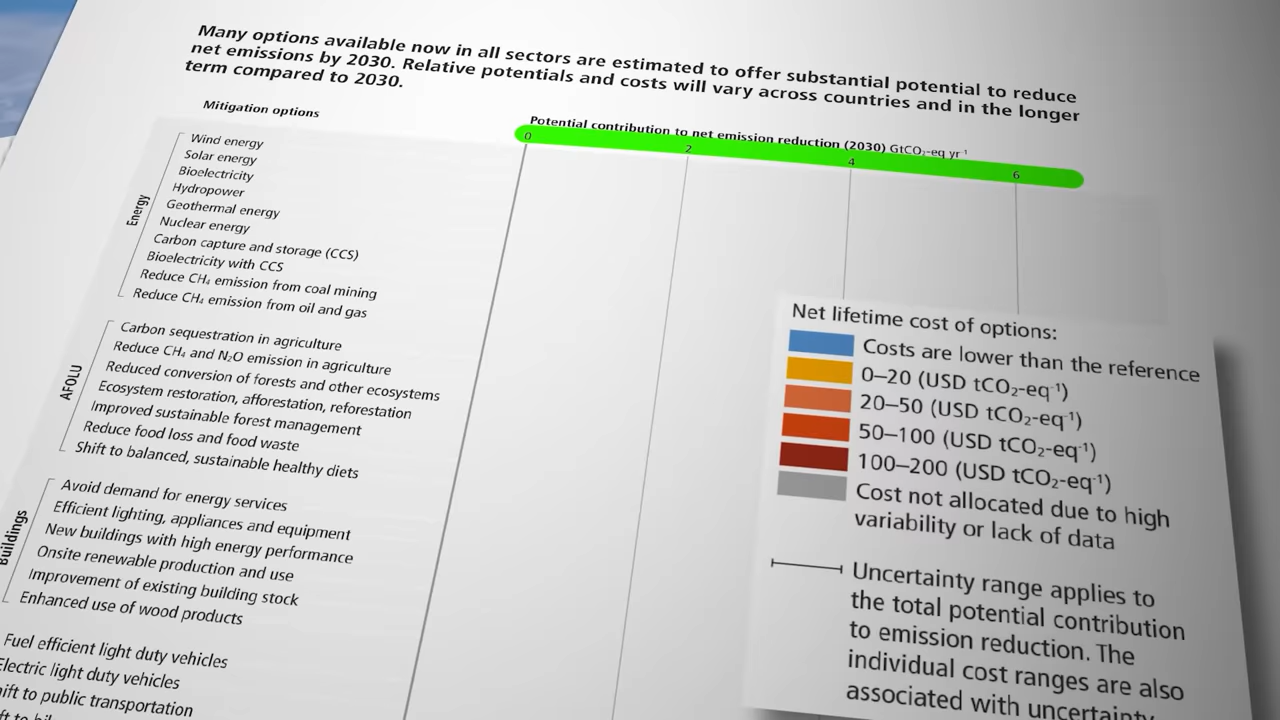 Many options available now in all sectors are estimated to offer substantial potential to reduce
net emissions by 2030. Relative potentials and costs will vary across countries and in the longer
term compared to 2030.
Mitigation options
Potential contribution to net emission reduction (2030) GtCO₂-eq yr⁻¹
0 2 4 6
Energy
Wind energy
Solar energy
Bioelectricity
Hydropower
Geothermal energy
Nuclear energy
Carbon capture and storage (CCS)
Bioelectricity with CCS
Reduce CH₄ emission from coal mining
Reduce CH₄ emission from oil and gas
AFOLU
Carbon sequestration in agriculture
Reduce CH₄ and N₂O emission in agriculture
Reduced conversion of forests and other ecosystems
Ecosystem restoration, afforestation, reforestation
Improved sustainable forest management
Reduce food loss and food waste
Shift to balanced, sustainable healthy diets
Buildings
Avoid demand for energy services
Efficient lighting, appliances and equipment
New buildings with high energy performance
Onsite renewable production and use
Improvement of existing building stock
Enhanced use of wood products
Fuel efficient light duty vehicles
Electric light duty vehicles
to public transportation
Net lifetime cost of options:
Costs are lower than the reference
0–20 (USD tCO₂-eq⁻¹)
20–50 (USD tCO₂-eq⁻¹)
50–100 (USD tCO₂-eq⁻¹)
100–200 (USD tCO₂-eq⁻¹)
Cost not allocated due to high
variability or lack of data
Uncertainty range applies to
the total potential contribution
to emission reduction. The
individual cost ranges are also
associated with uncertainty